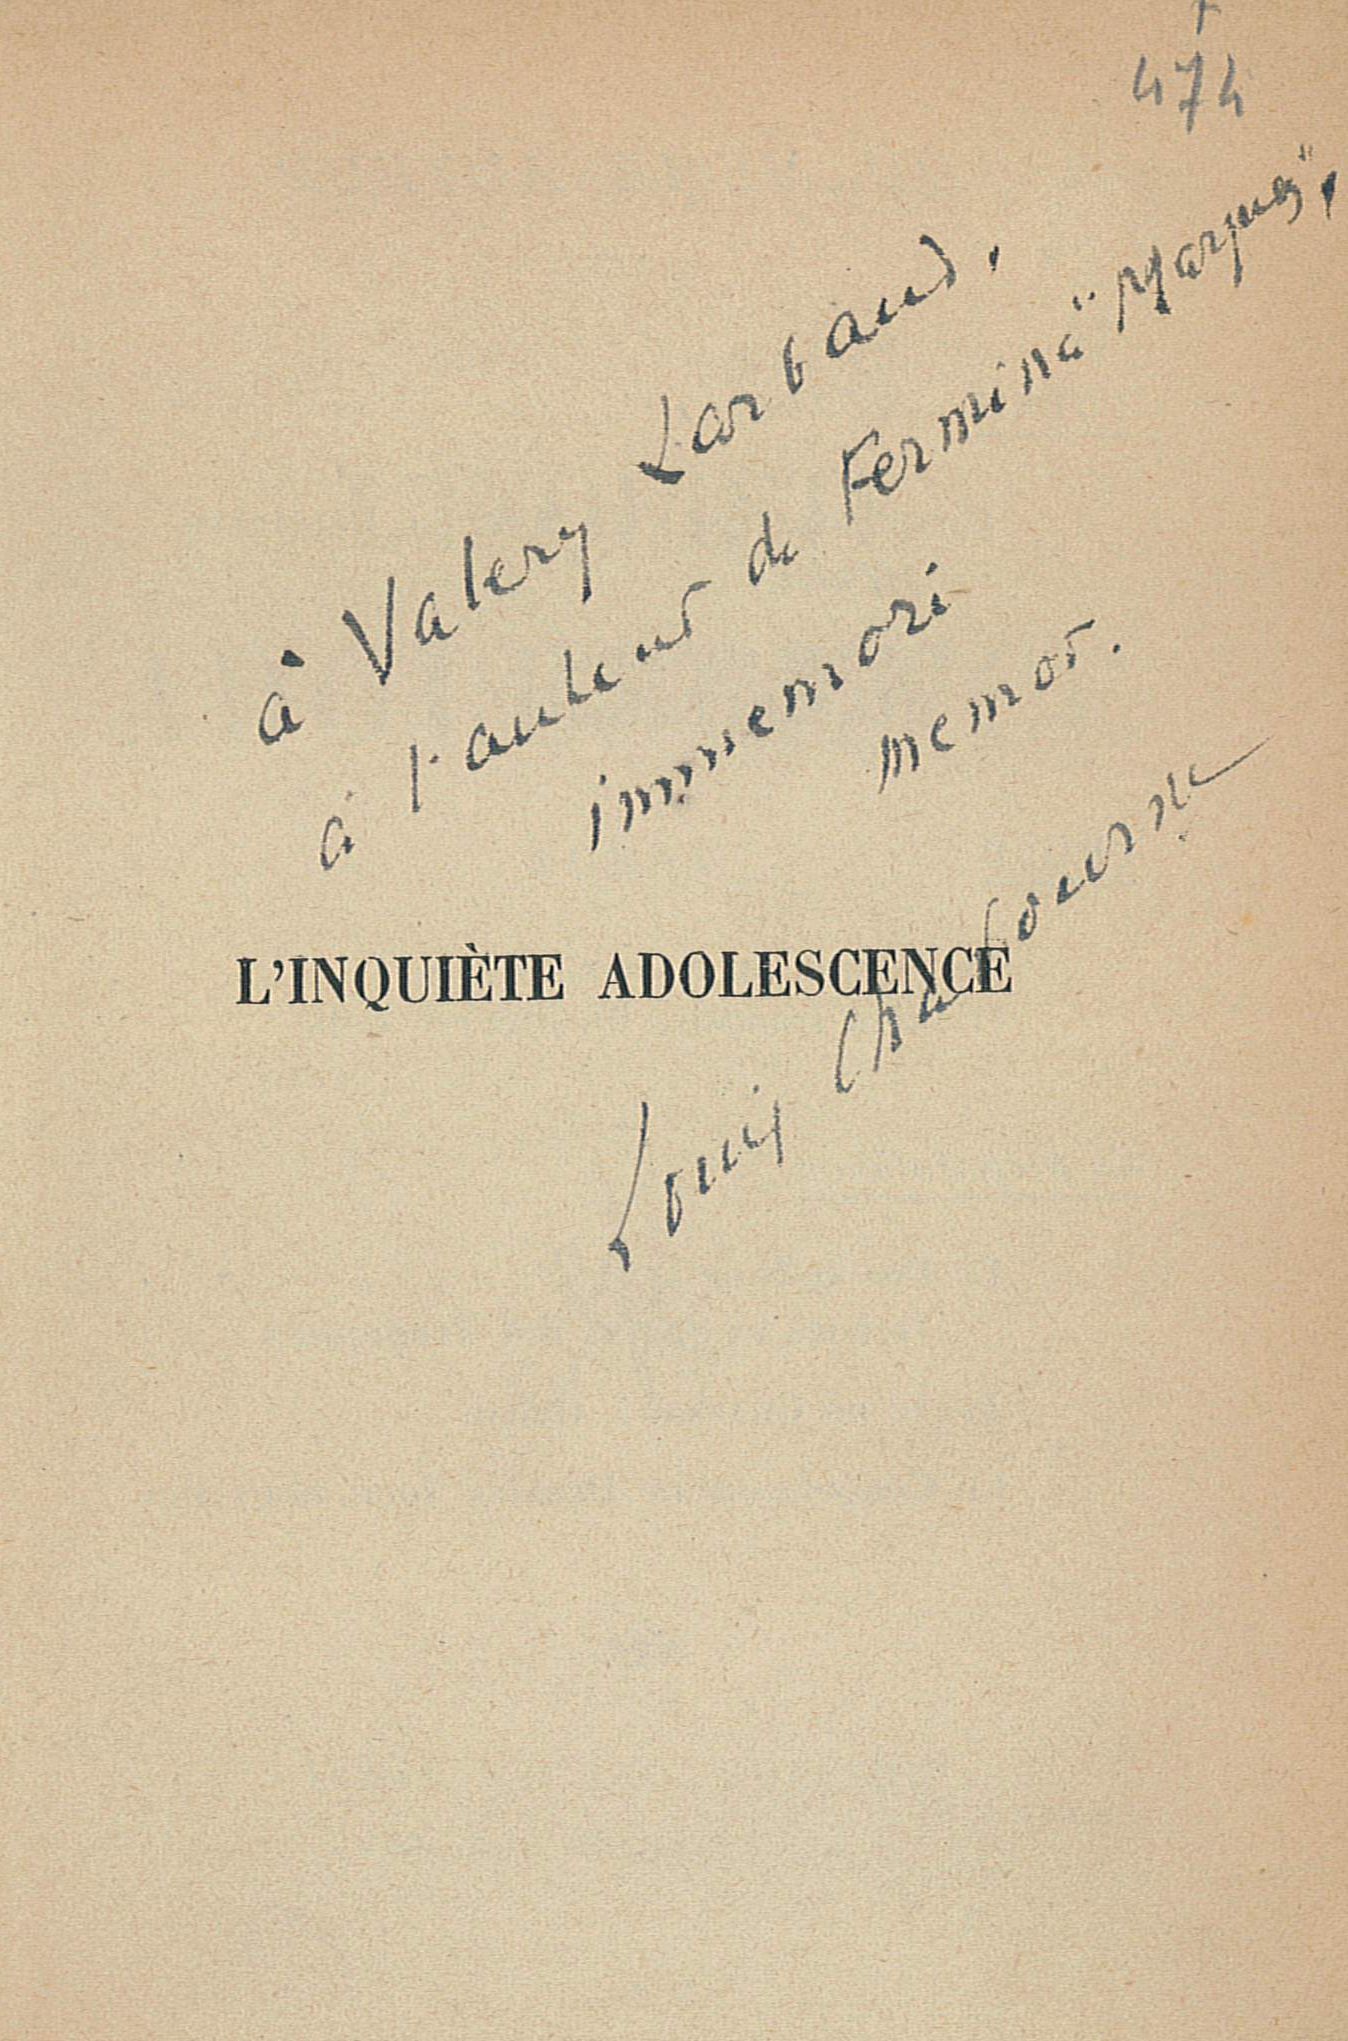 474
à Valery Larbaud,
à l'auteur de Fermina "Marquez",
immemori
memor.
Louis Chadourne
L'INQUIÈTE ADOLESCENCE